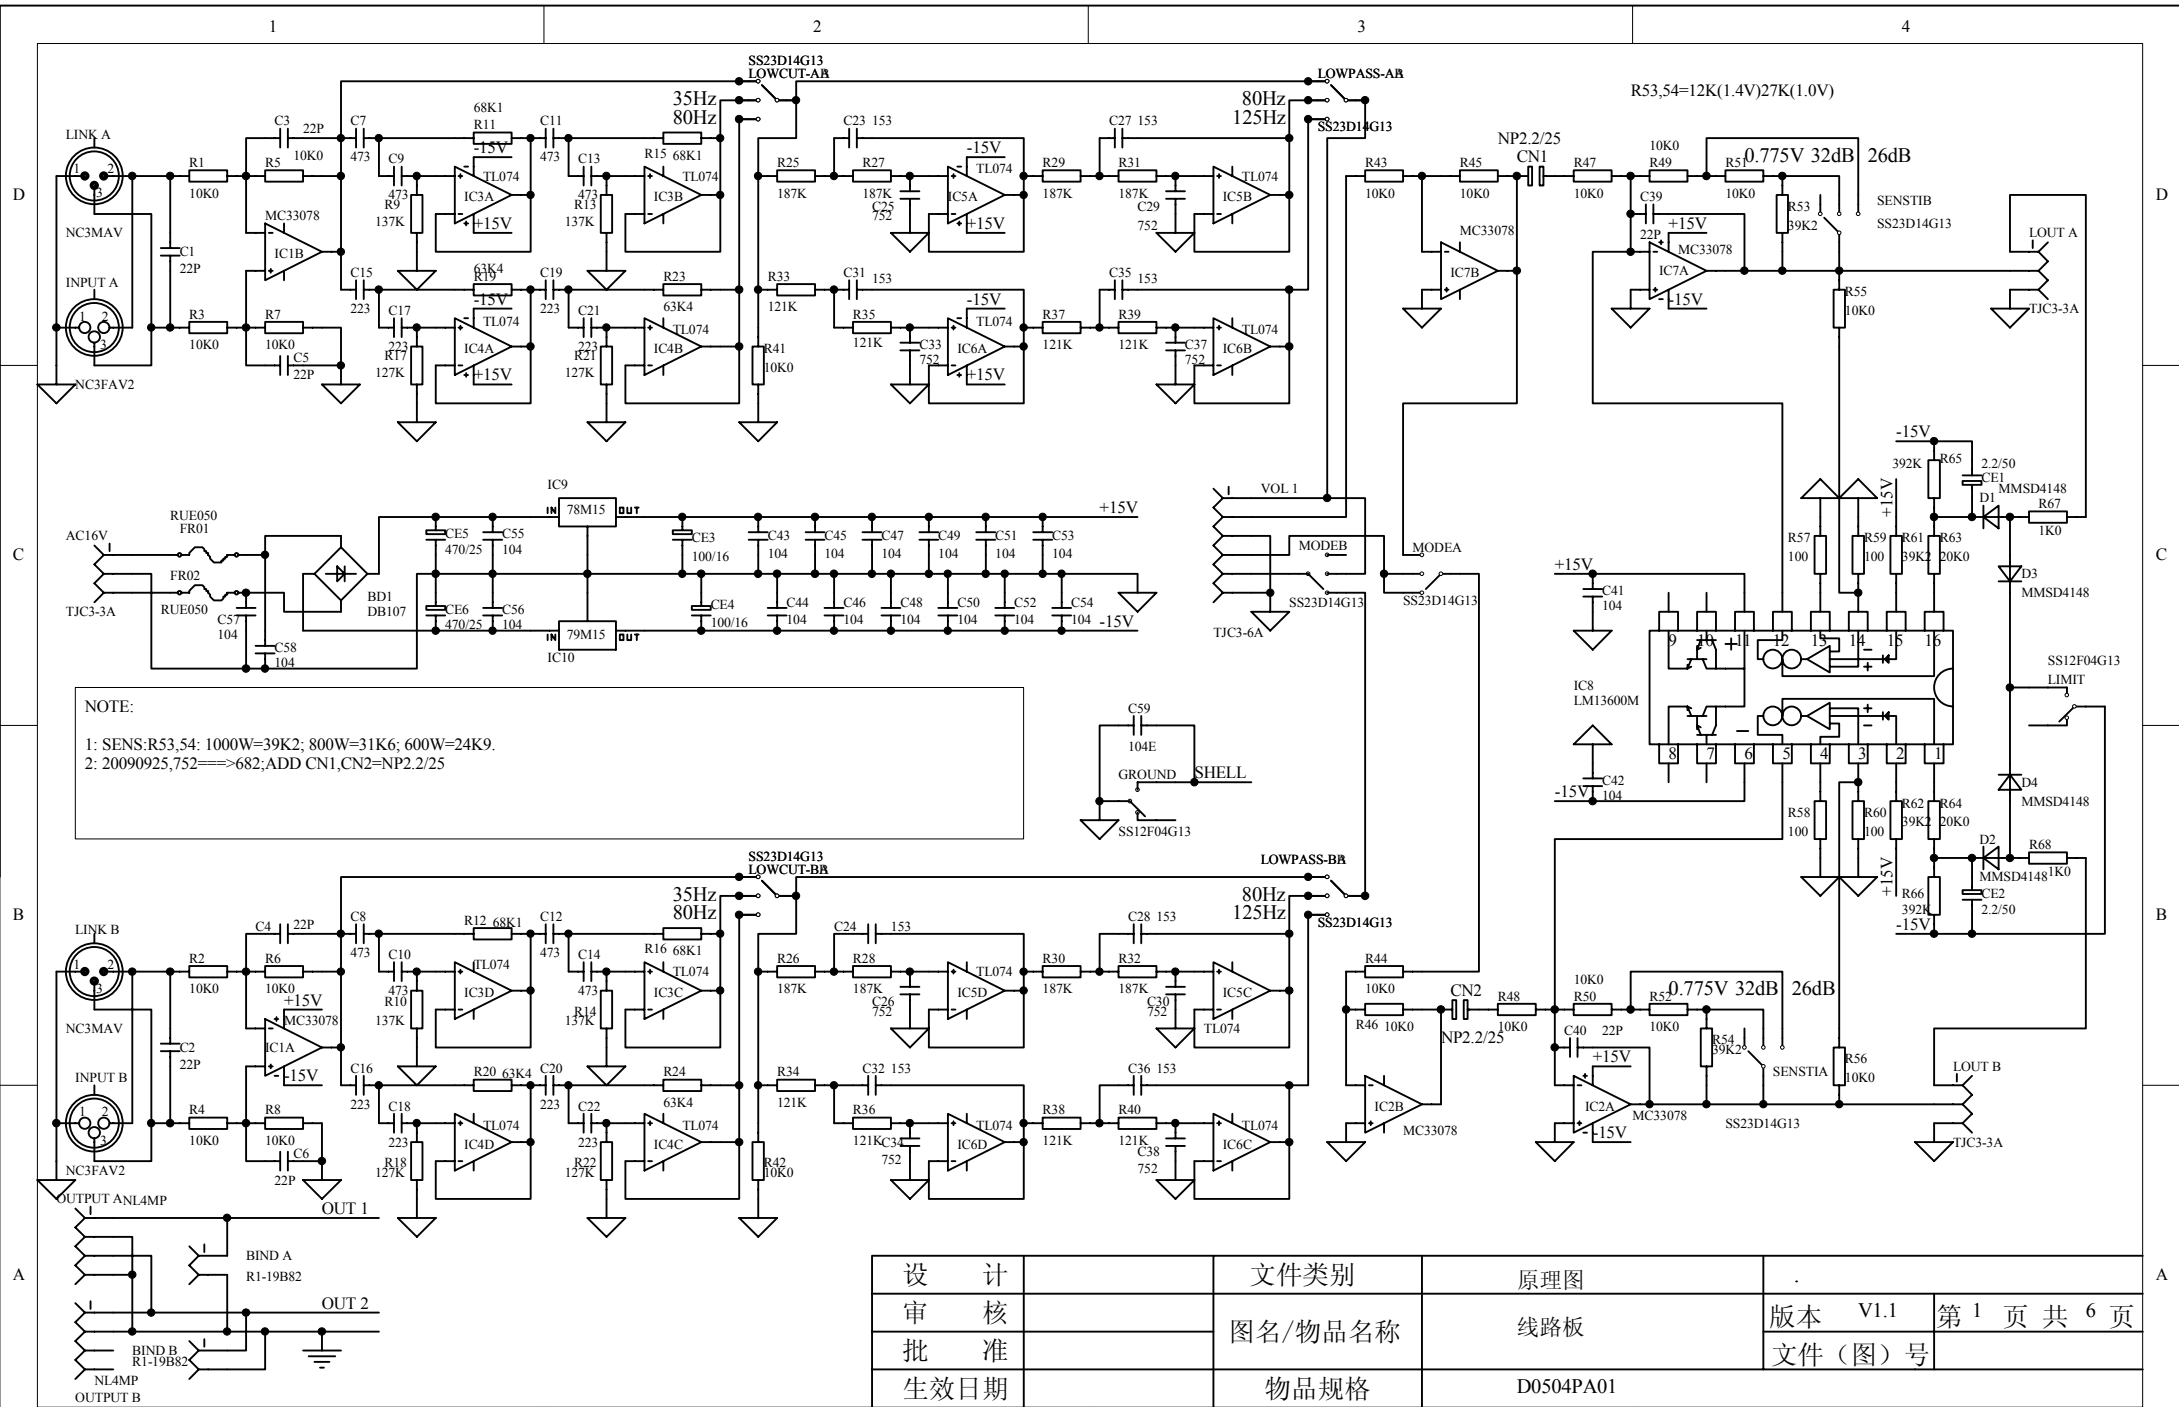 1 2 3 4
D
C
B
A
D
C
B
A
LINK A
NC3MAV
INPUT A
NC3FAV2
C1
22P
R1
10K0
R3
10K0
C3
22P
10K0
R5
MC33078
IC1B
R7
10K0
C5
22P
C7
473
C9
473
R9
137K
68K1
R11
-15V
TL074
IC3A
+15V
C11
473
C13
473
R13
137K
R15
68K1
TL074
IC3B
C15
223
C17
223
R17
127K
63K4
R19
-15V
TL074
IC4A
+15V
C19
223
C21
223
R21
127K
R23
63K4
TL074
IC4B
SS23D14G13
35Hz
80Hz
R41
10K0
R25
187K
C23 153
R27
187K
C25
752
-15V
TL074
IC5A
+15V
R29
187K
C27 153
R31
187K
C29
752
TL074
IC5B
R33
121K
C31 153
R35
121K
C33
752
-15V
TL074
IC6A
+15V
R37
121K
C35 153
R39
121K
C37
752
TL074
IC6B
80Hz
125Hz
SS23D14G13
R43
10K0
R45
10K0
MC33078
IC7B
NP2.2/25
CN1
R47
10K0
R53,54=12K(1.4V)27K(1.0V)
10K0
R49
R51
10K0
0.775V 32dB 26dB
C39
22P
+15V
MC33078
IC7A
-15V
R53
39K2
SENSTIB
SS23D14G13
R55
10K0
LOUT A
TJC3-3A
AC16V
TJC3-3A
RUE050
FR01
FR02
RUE050
C57
104
C58
104
BD1
DB107
CE5
470/25
C55
104
CE6
470/25
C56
104
IC9
IN 78M15 OUT
IN 79M15 OUT
IC10
CE3
100/16
CE4
100/16
C43
104
C45
104
C47
104
C49
104
C51
104
C53
104
C44
104
C46
104
C48
104
C50
104
C52
104
C54
104
+15V
-15V
VOL 1
TJC3-6A
MODEB
SS23D14G13
MODEA
SS23D14G13
-15V
392K
R65
2.2/50
CE1
MMSD4148
D1
R67
1K0
R57
100
R59
100
+15V
R61
39K2
R63
20K0
D3
MMSD4148
+15V
C41
104
9 10 11 12 13 14 15 16
IC8
LM13600M
8 7 6 5 4 3 2 1
C42
104
-15V
SS12F04G13
LIMIT
D4
MMSD4148
R58
100
R60
100
R62
39K2
+15V
R64
20K0
D2
MMSD4148
R68
1K0
R66
392K
CE2
2.2/50
-15V
NOTE:
1: SENS:R53,54: 1000W=39K2; 800W=31K6; 600W=24K9.
2: 20090925,752===>682;ADD CN1,CN2=NP2.2/25
C59
104E
GROUND SHELL
SS12F04G13
LINK B
NC3MAV
INPUT B
NC3FAV2
C2
22P
R2
10K0
R4
10K0
C4 22P
R6
10K0
+15V
MC33078
IC1A
-15V
R8
10K0
C6
22P
C8
473
C10
473
R10
137K
R12 68K1
TL074
IC3D
C12
473
C14
473
R14
137K
R16
68K1
TL074
IC3C
C16
223
C18
223
R18
127K
R20 63K4
TL074
IC4D
C20
223
C22
223
R22
127K
R24
63K4
TL074
IC4C
SS23D14G13
35Hz
80Hz
R42
10K0
R26
187K
C24 153
R28
187K
C26
752
TL074
IC5D
R30
187K
C28 153
R32
187K
C30
752
IC5C
TL074
R34
121K
C32 153
R36
121K
C34
752
TL074
IC6D
R38
121K
C36 153
R40
121K
C38
752
TL074
IC6C
80Hz
125Hz
SS23D14G13
R44
10K0
R46 10K0
IC2B
MC33078
CN2
NP2.2/25
R48
10K0
10K0
R50
C40 22P
R52
10K0
0.775V 32dB 26dB
+15V
IC2A
MC33078
-15V
R54
39K2
SENSTIA
SS23D14G13
R56
10K0
LOUT B
TJC3-3A
OUTPUT A NL4MP
OUT 1
BIND A
R1-19B82
OUT 2
BIND B
R1-19B82
NL4MP
OUTPUT B
设 计 文件类别 原理图 .
审 核 图名/物品名称 线路板 版本 V1.1 第 1 页 共 6 页
批 准 文件（图）号
生效日期 物品规格 D0504PA01